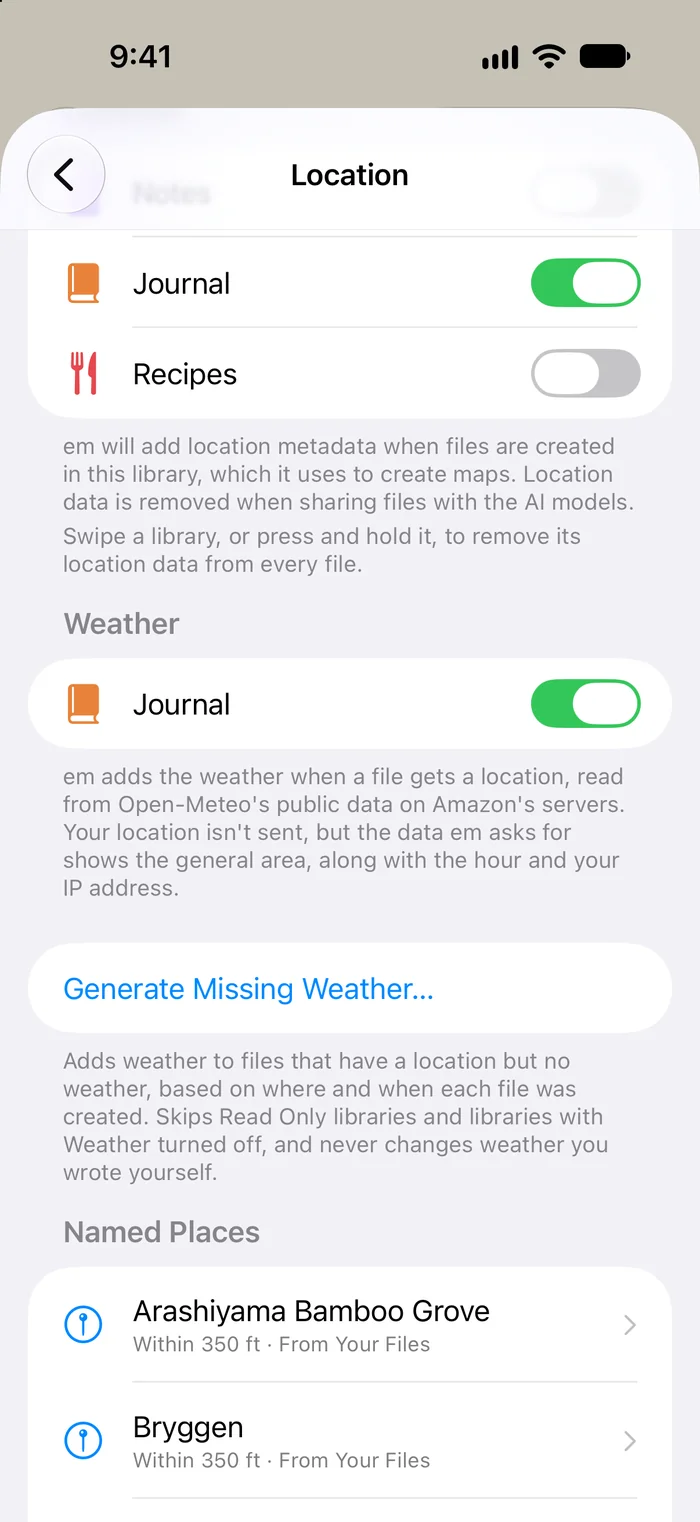 9:41
Location
Notes
Journal
Recipes
em will add location metadata when files are created
in this library, which it uses to create maps. Location
data is removed when sharing files with the AI models.
Swipe a library, or press and hold it, to remove its
location data from every file.
Weather
Journal
em adds the weather when a file gets a location, read
from Open-Meteo's public data on Amazon's servers.
Your location isn't sent, but the data em asks for
shows the general area, along with the hour and your
IP address.
Generate Missing Weather...
Adds weather to files that have a location but no
weather, based on where and when each file was
created. Skips Read Only libraries and libraries with
Weather turned off, and never changes weather you
wrote yourself.
Named Places
Arashiyama Bamboo Grove
Within 350 ft · From Your Files
Bryggen
Within 350 ft · From Your Files